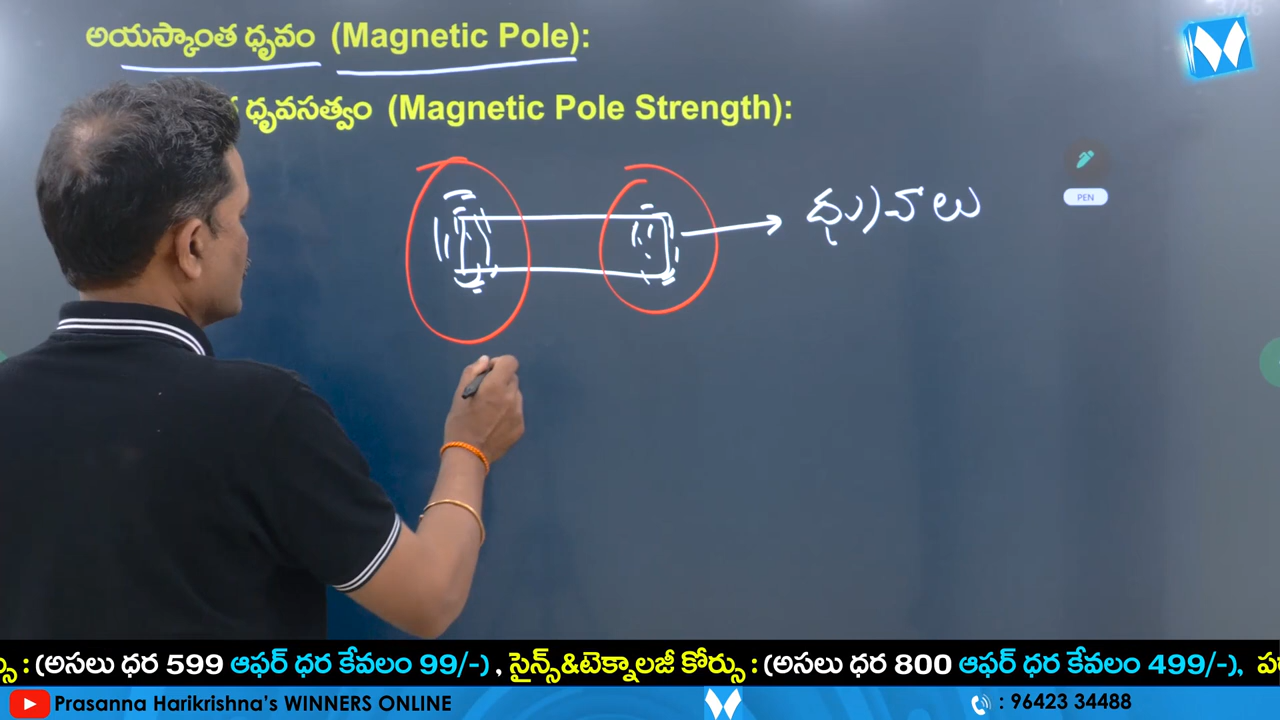 అయస్కాంత ధృవం (Magnetic Pole):
ధృవసత్వం (Magnetic Pole Strength):
ధ్రువాలు
PEN
: (అసలు ధర 599 ఆఫర్ ధర కేవలం 99/-) , సైన్స్&టెక్నాలజీ కోర్సు : (అసలు ధర 800 ఆఫర్ ధర కేవలం 499/-),
Prasanna Harikrishna's WINNERS ONLINE
: 96423 34488